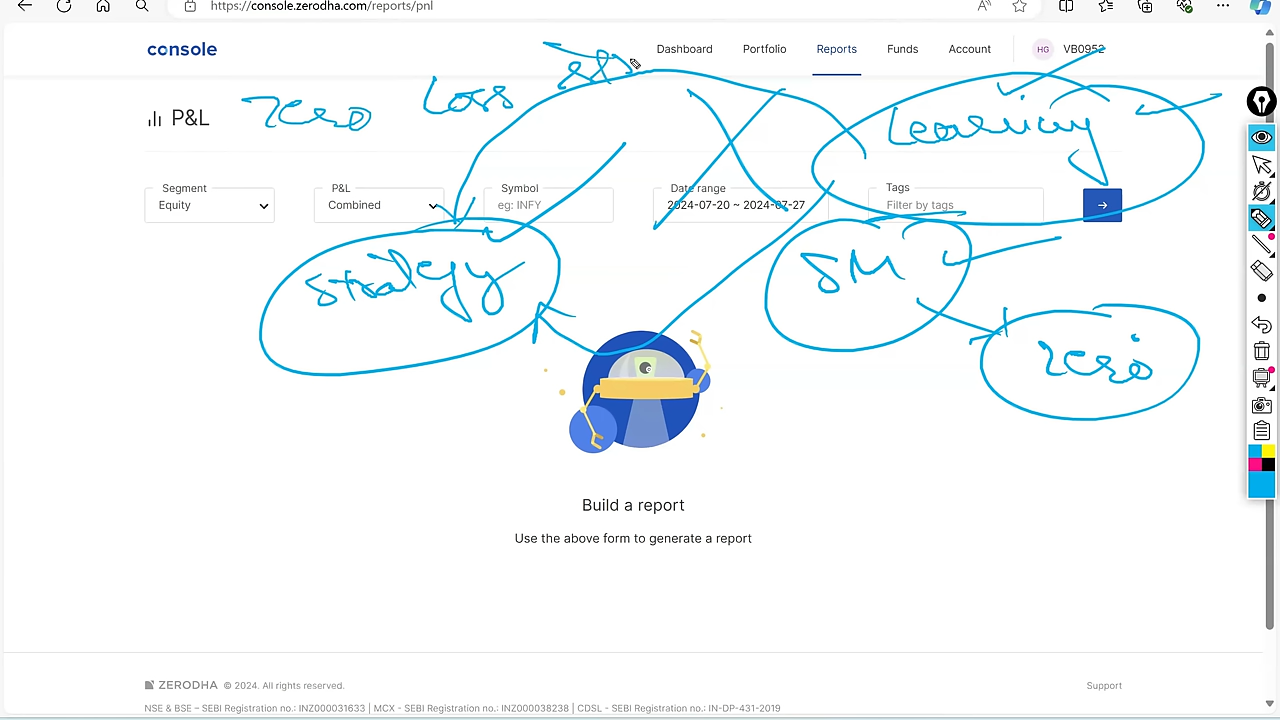 https://console.zerodha.com/reports/pnl
console
Dashboard
Portfolio
Reports
Funds
Account
HG
VB0952
P&L
Zero Loss
Learning
Segment
Equity
P&L
Combined
Symbol
eg: INFY
Date range
2024-07-20 ~ 2024-07-27
Tags
Filter by tags
Strategy
SM
Zero
Build a report
Use the above form to generate a report
ZERODHA © 2024. All rights reserved.
Support
NSE & BSE – SEBI Registration no.: INZ000031633 | MCX - SEBI Registration no.: INZ000038238 | CDSL - SEBI Registration no.: IN-DP-431-2019